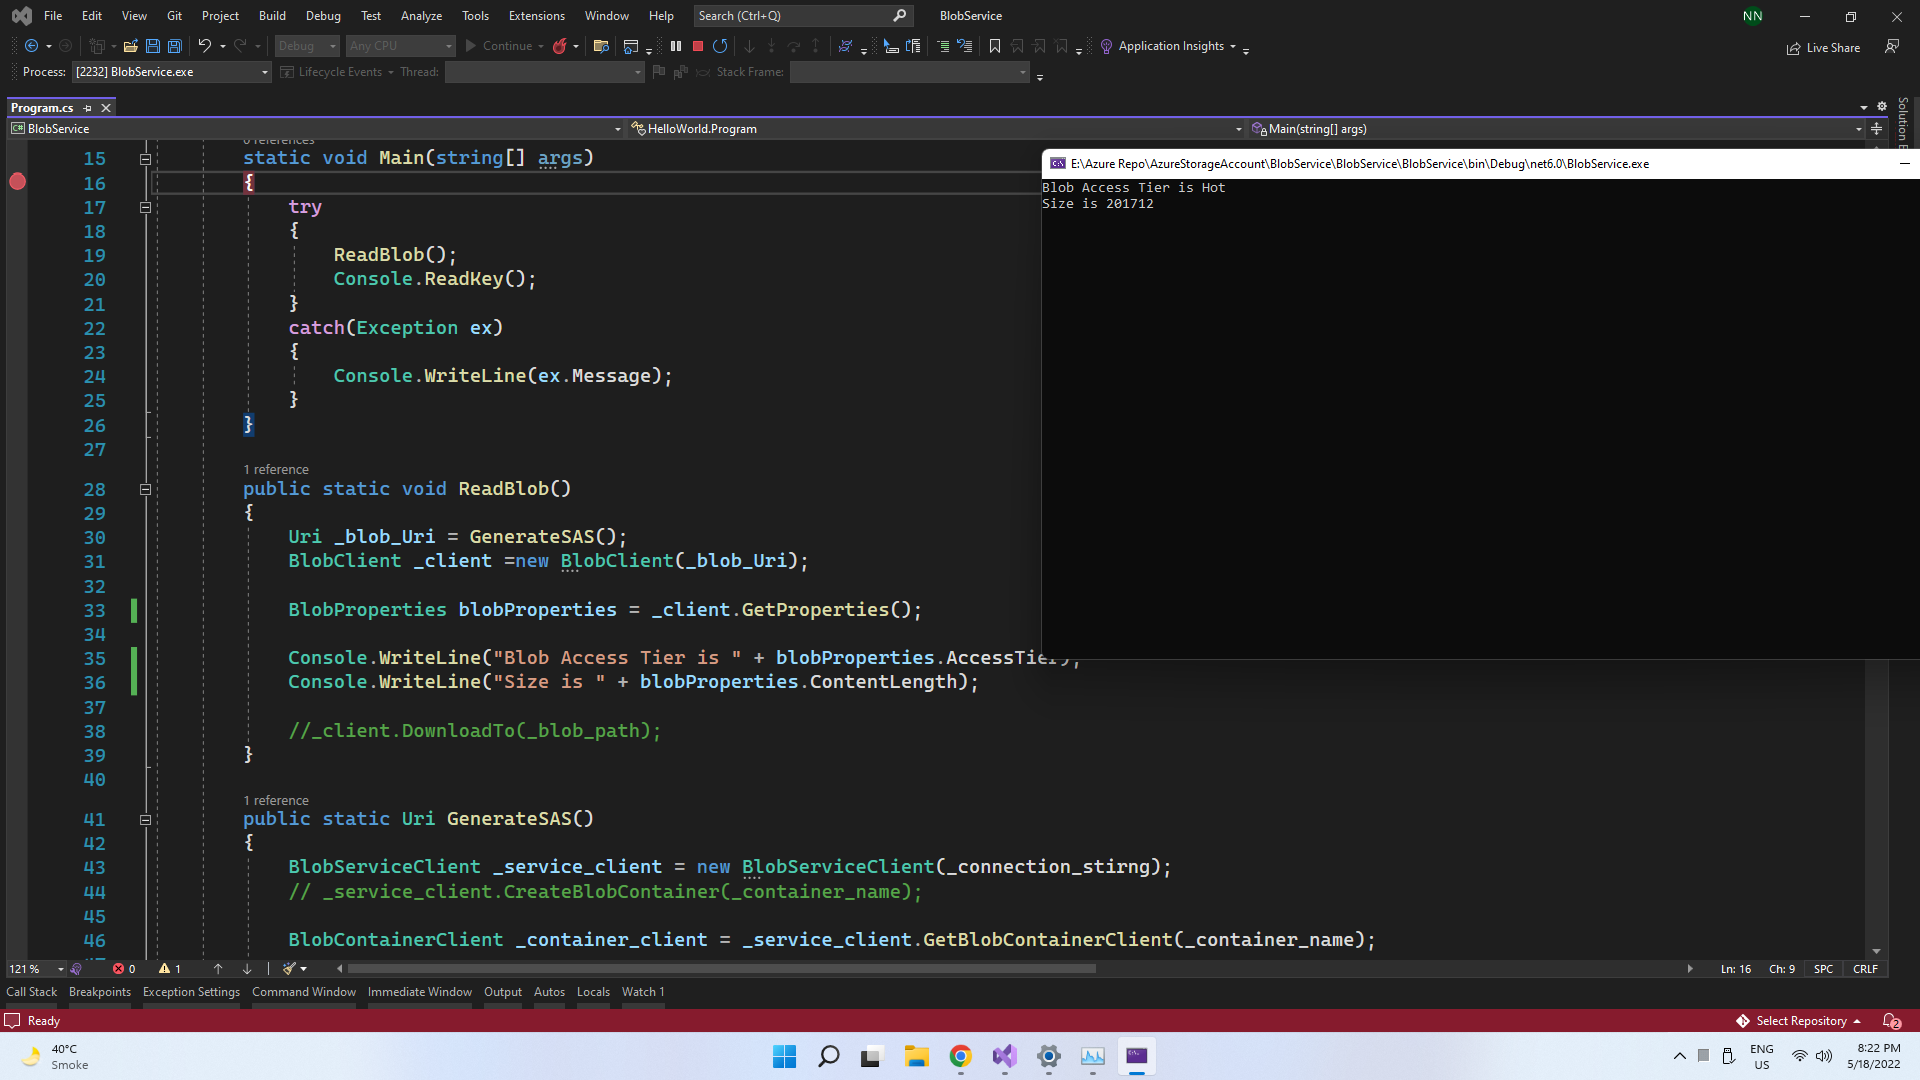 File Edit View Git Project Build Debug Test Analyze Tools Extensions Window Help Search (Ctrl+Q) BlobService NN
Debug Any CPU Continue Application Insights Live Share
Process: [2232] BlobService.exe Lifecycle Events Thread: Stack Frame:
Program.cs
BlobService HelloWorld.Program Main(string[] args)
Solution E
0 references
15 static void Main(string[] args)
16 {
17 try
18 {
19 ReadBlob();
20 Console.ReadKey();
21 }
22 catch(Exception ex)
23 {
24 Console.WriteLine(ex.Message);
25 }
26 }
27
1 reference
28 public static void ReadBlob()
29 {
30 Uri _blob_Uri = GenerateSAS();
31 BlobClient _client =new BlobClient(_blob_Uri);
32
33 BlobProperties blobProperties = _client.GetProperties();
34
35 Console.WriteLine("Blob Access Tier is " + blobProperties.AccessTier);
36 Console.WriteLine("Size is " + blobProperties.ContentLength);
37
38 //_client.DownloadTo(_blob_path);
39 }
40
1 reference
41 public static Uri GenerateSAS()
42 {
43 BlobServiceClient _service_client = new BlobServiceClient(_connection_stirng);
44 // _service_client.CreateBlobContainer(_container_name);
45
46 BlobContainerClient _container_client = _service_client.GetBlobContainerClient(_container_name);
E:\Azure Repo\AzureStorageAccount\BlobService\BlobService\BlobService\bin\Debug\net6.0\BlobService.exe
Blob Access Tier is Hot
Size is 201712
121 % 0 1 Ln: 16 Ch: 9 SPC CRLF
Call Stack Breakpoints Exception Settings Command Window Immediate Window Output Autos Locals Watch 1
Ready Select Repository 2
40°C
Smoke
ENG
US
8:22 PM
5/18/2022